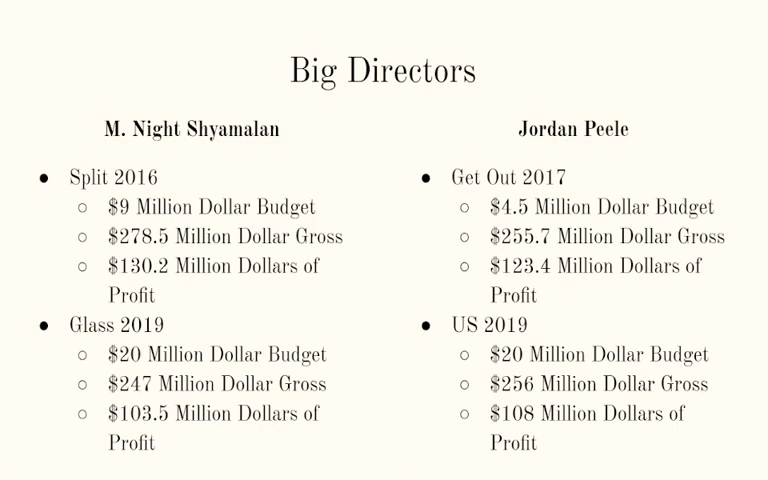 Big Directors
M. Night Shyamalan
● Split 2016
○ $9 Million Dollar Budget
○ $278.5 Million Dollar Gross
○ $130.2 Million Dollars of
Profit
● Glass 2019
○ $20 Million Dollar Budget
○ $247 Million Dollar Gross
○ $103.5 Million Dollars of
Profit
Jordan Peele
● Get Out 2017
○ $4.5 Million Dollar Budget
○ $255.7 Million Dollar Gross
○ $123.4 Million Dollars of
Profit
● US 2019
○ $20 Million Dollar Budget
○ $256 Million Dollar Gross
○ $108 Million Dollars of
Profit